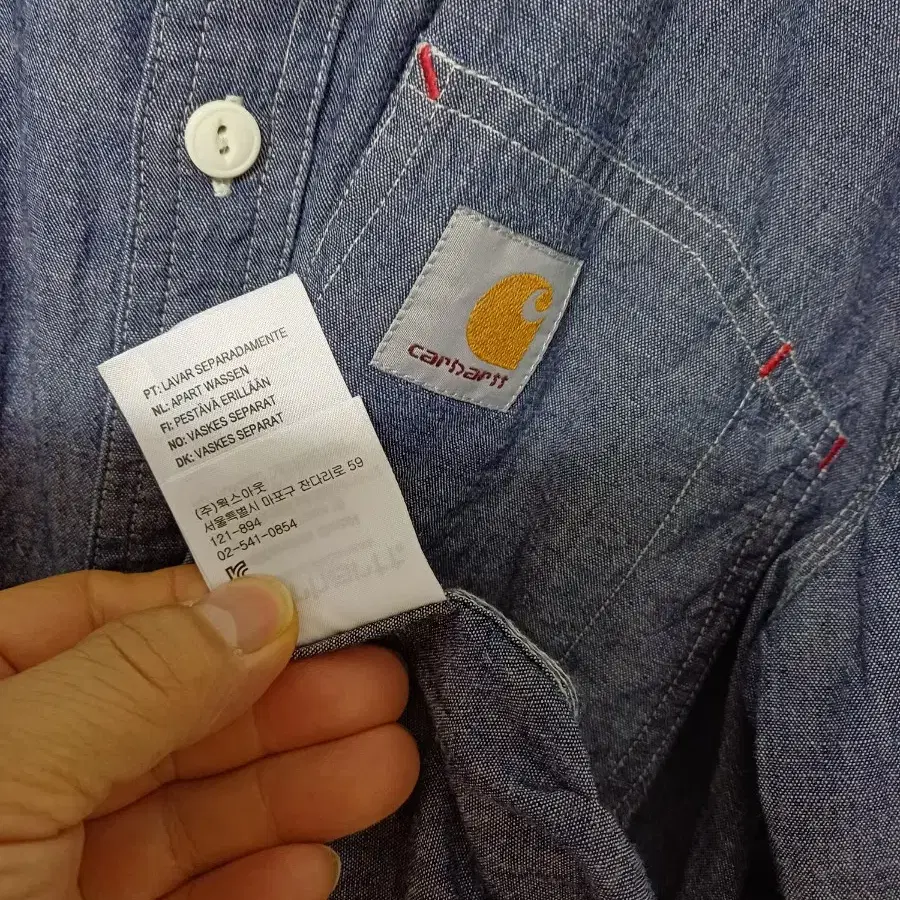 carhartt
PT: LAVAR SEPARADAMENTE
NL: APART WASSEN
FI: PESTÄVÄ ERILLÄÄN
NO: VASKES SEPARAT
DK: VASKES SEPARAT
(주)웍스아웃
서울특별시 마포구 잔다리로 59
121-894
02-541-0854